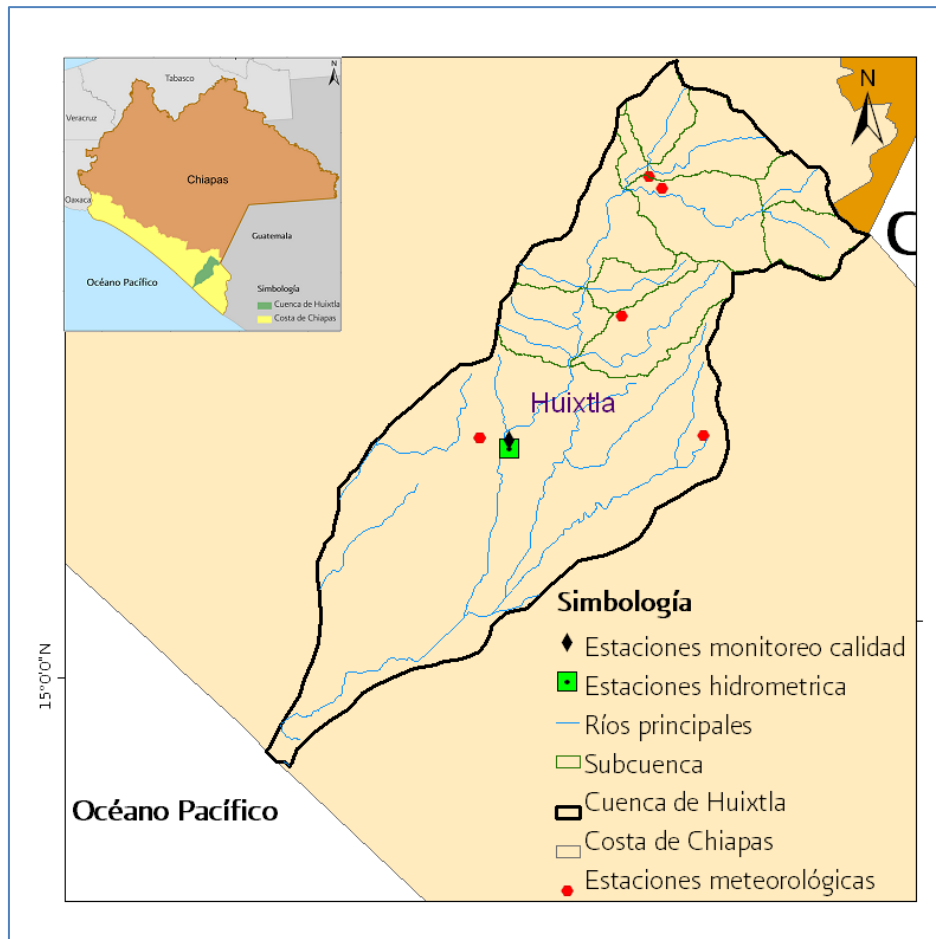 Tabasco
N
Veracruz
Chiapas
Oaxaca
Guatemala
Océano Pacífico
Simbología
Cuenca de Huixtla
Costa de Chiapas
N
C
Huixtla
15°0'0"N
Océano Pacífico
Simbología
Estaciones monitoreo calidad
Estaciones hidrometrica
Ríos principales
Subcuenca
Cuenca de Huixtla
Costa de Chiapas
Estaciones meteorológicas